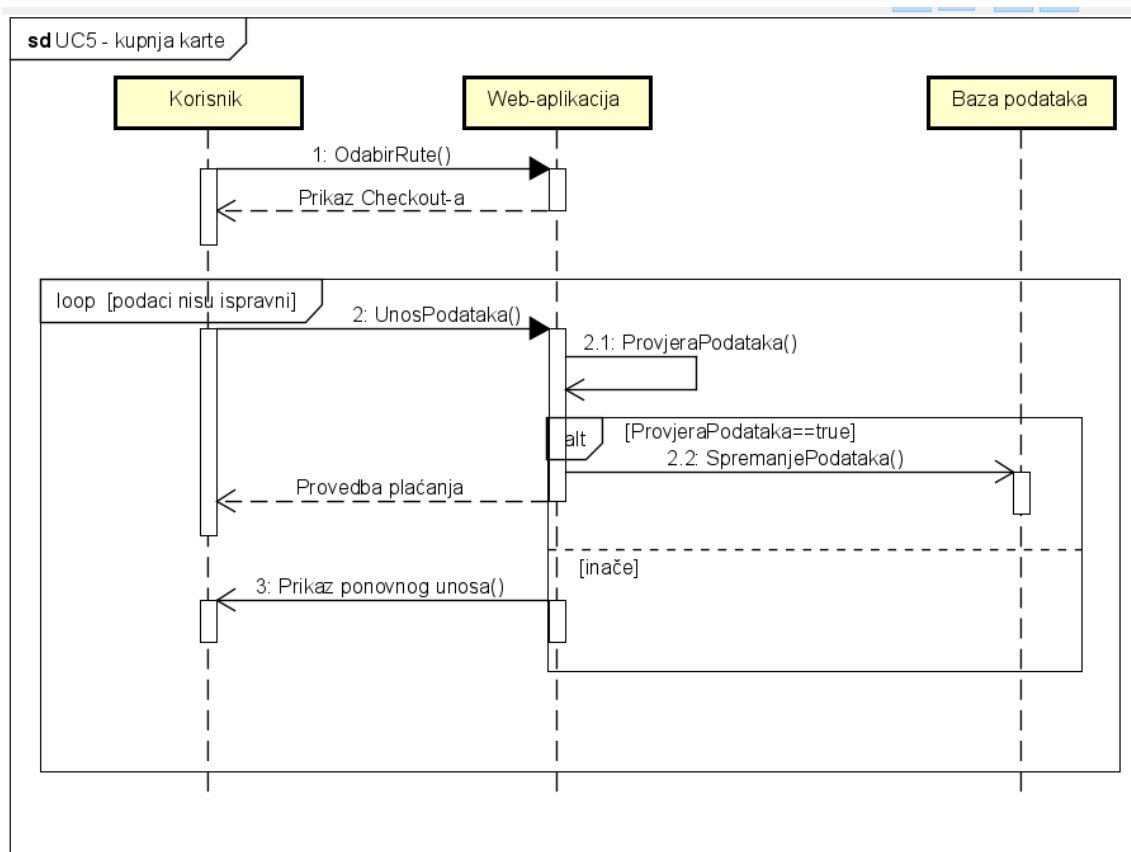 sd UC5 - kupnja karte
Korisnik
Web-aplikacija
Baza podataka
1: OdabirRute()
Prikaz Checkout-a
loop [podaci nisu ispravni]
2: UnosPodataka()
2.1: ProvjeraPodataka()
alt [ProvjeraPodataka==true]
2.2: SpremanjePodataka()
Provedba plaćanja
[inače]
3: Prikaz ponovnog unosa()